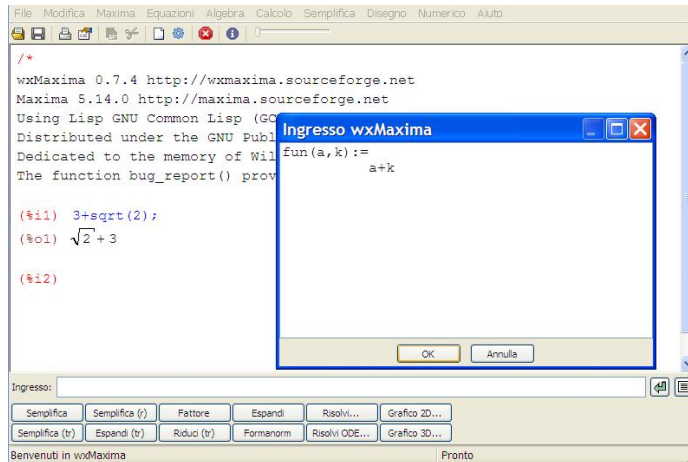 File Modifica Maxima Equazioni Algebra Calcolo Semplifica Disegno Numerico Aiuto
/*
wxMaxima 0.7.4 http://wxmaxima.sourceforge.net
Maxima 5.14.0 http://maxima.sourceforge.net
Using Lisp GNU Common Lisp (GC
Distributed under the GNU Publ
Dedicated to the memory of Wil
The function bug_report() prov
(%i1) 3+sqrt(2);
(%o1) √2+3
(%i2)
Ingresso wxMaxima
fun(a,k):=
a+k
OK Annulla
Ingresso:
Semplifica Semplifica (r) Fattore Espandi Risolvi... Grafico 2D...
Semplifica (tr) Espandi (tr) Riduci (tr) Formanorm Risolvi ODE... Grafico 3D...
Benvenuti in wxMaxima Pronto